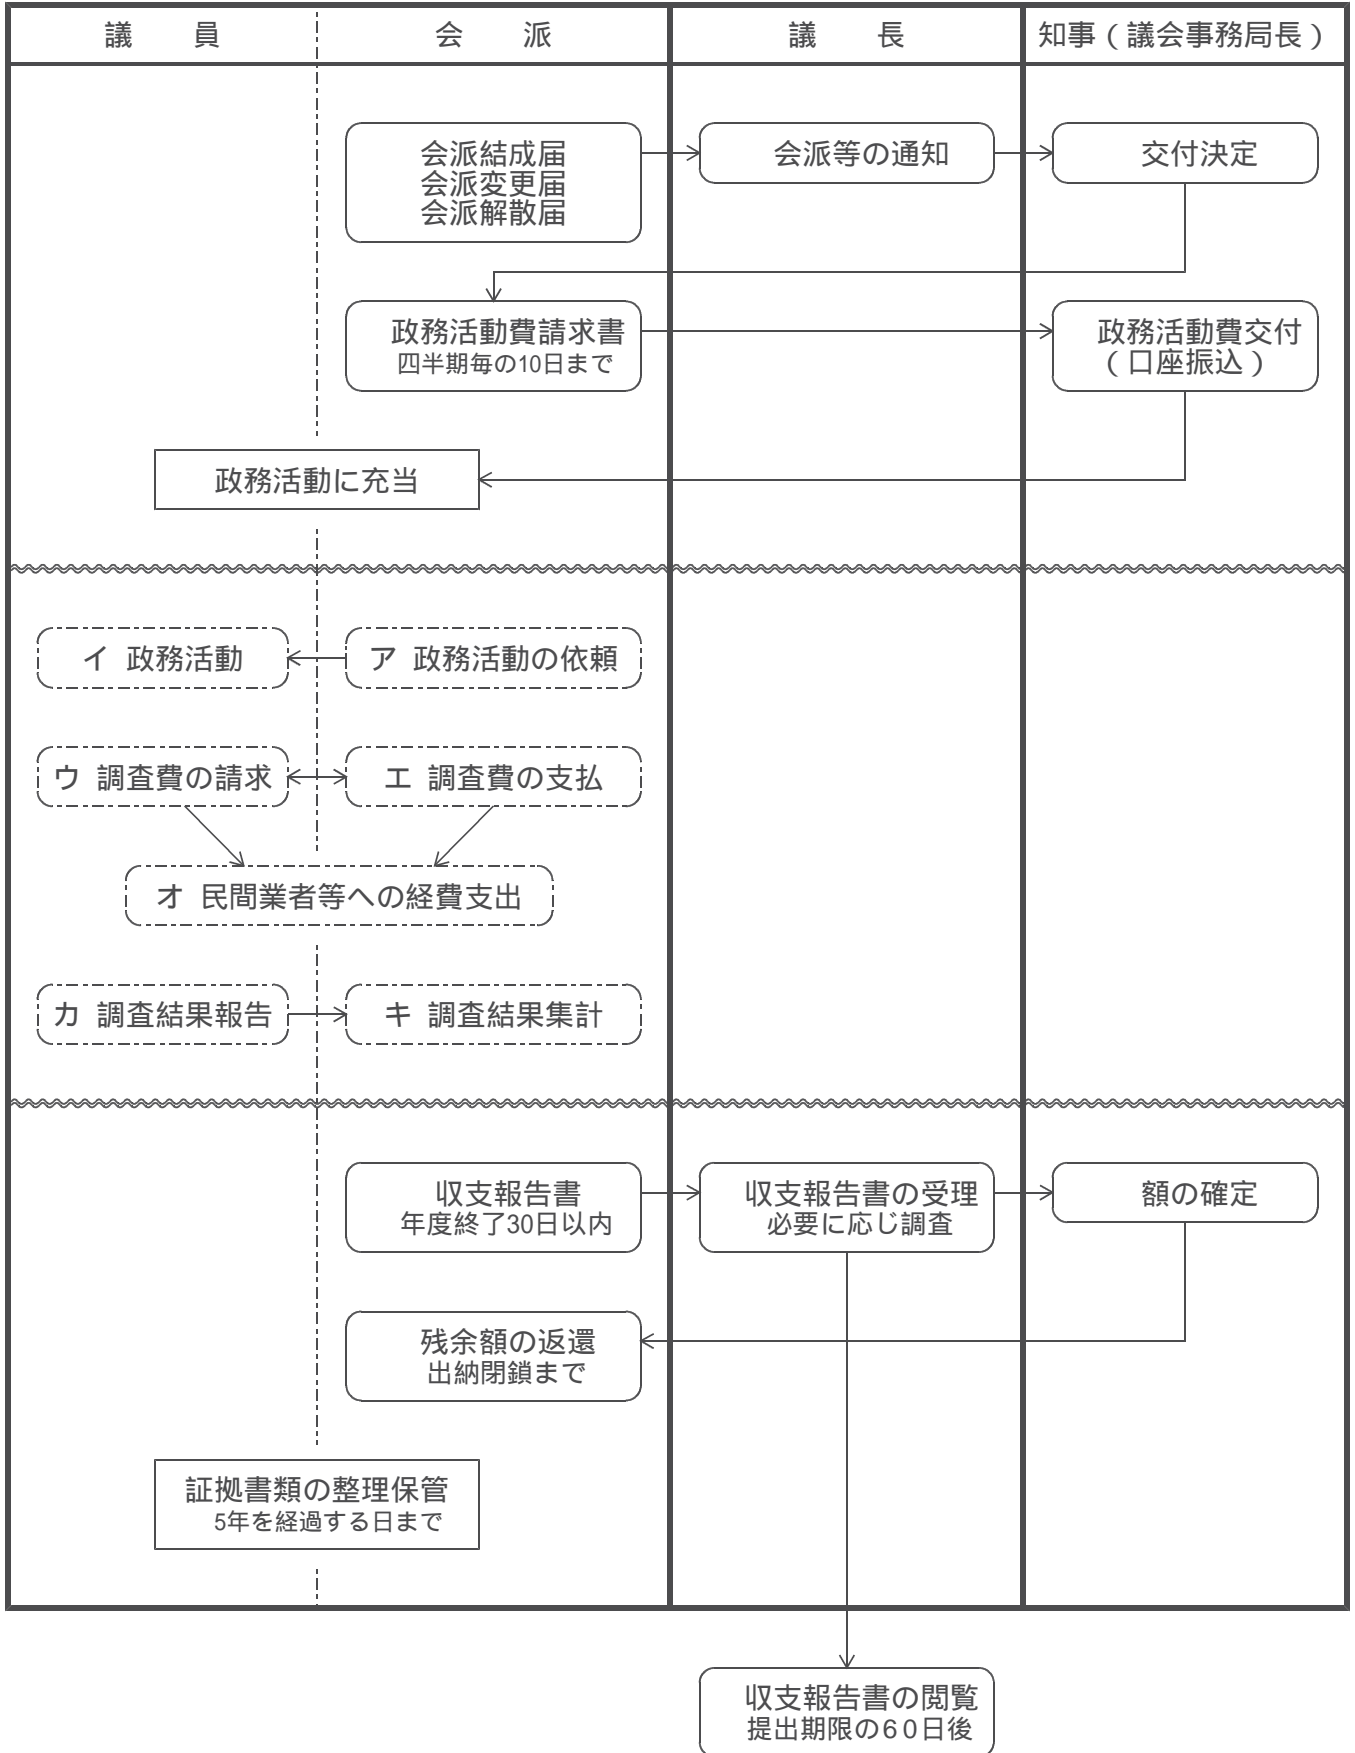 議　員
会　派
議　長
知事（議会事務局長）
会派結成届
会派変更届
会派解散届
会派等の通知
交付決定
政務活動費請求書
四半期毎の10日まで
政務活動費交付
（口座振込）
政務活動に充当
イ 政務活動
ア 政務活動の依頼
ウ 調査費の請求
エ 調査費の支払
オ 民間業者等への経費支出
カ 調査結果報告
キ 調査結果集計
収支報告書
年度終了30日以内
収支報告書の受理
必要に応じ調査
額の確定
残余額の返還
出納閉鎖まで
証拠書類の整理保管
5年を経過する日まで
収支報告書の閲覧
提出期限の６０日後